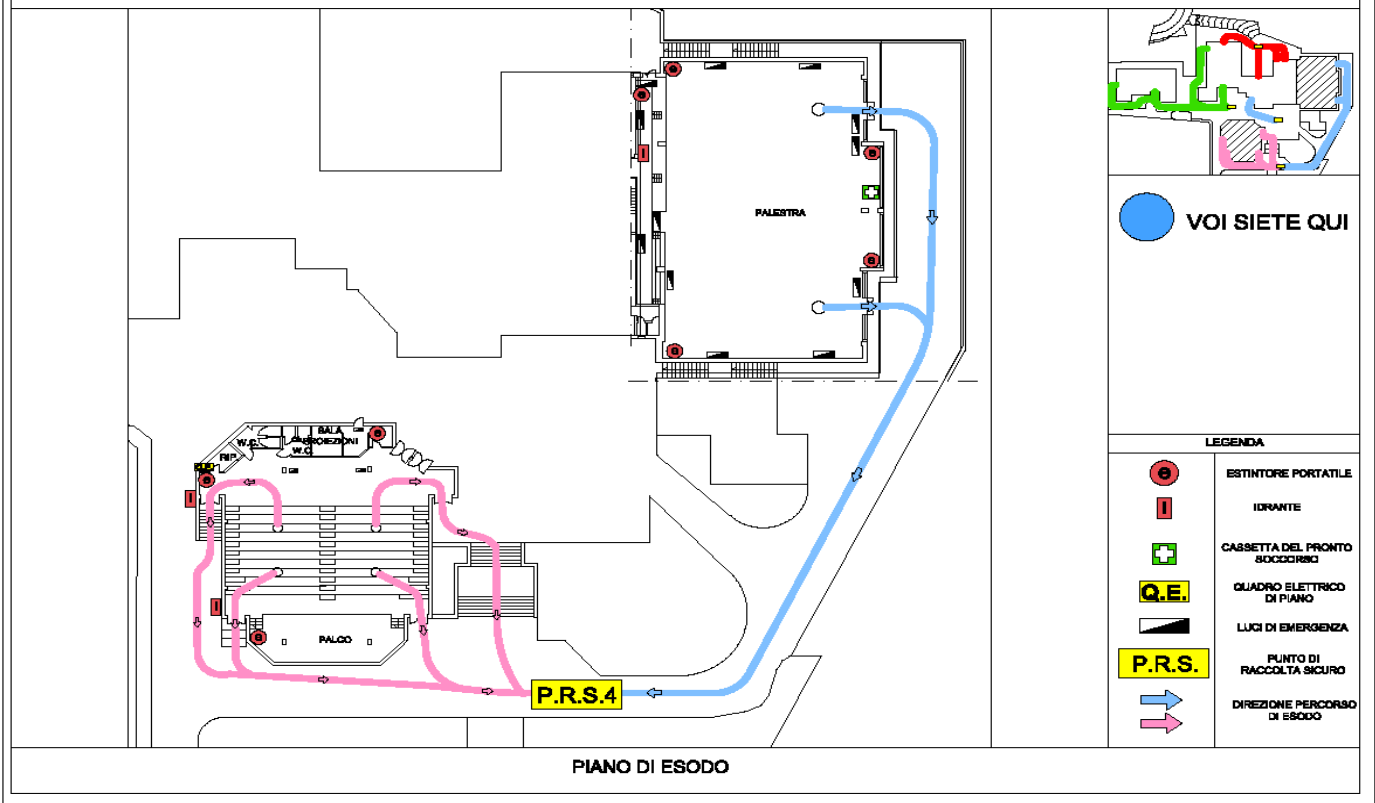 PALESTRA
VOI SIETE QUI
LEGENDA
e
ESTINTORE PORTATILE
I
IDRANTE
CASSETTA DEL PRONTO
SOCCORSO
Q.E.
QUADRO ELETTRICO
DI PIANO
LUCI DI EMERGENZA
P.R.S.
PUNTO DI
RACCOLTA SICURO
DIREZIONE PERCORSO
DI ESODO
SALA
PROIEZIONI
W.C.
W.C.
RIP.
PALCO
P.R.S.4
PIANO DI ESODO